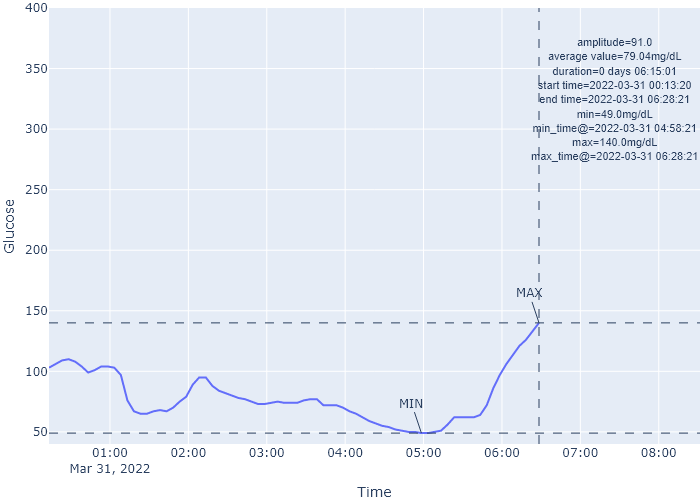 400
350
300
250
200
150
100
50
Glucose
amplitude=91.0
average value=79.04mg/dL
duration=0 days 06:15:01
start time=2022-03-31 00:13:20
end time=2022-03-31 06:28:21
min=49.0mg/dL
min_time@=2022-03-31 04:58:21
max=140.0mg/dL
max_time@=2022-03-31 06:28:21
MAX
MIN
01:00 02:00 03:00 04:00 05:00 06:00 07:00 08:00
Mar 31, 2022
Time